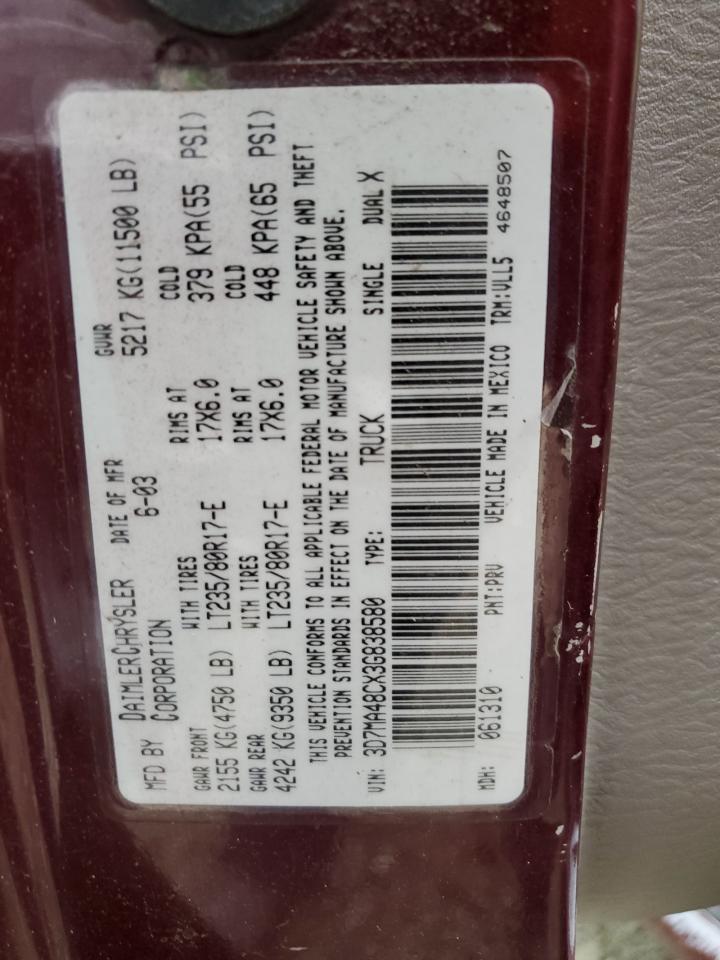 MFD BY DAIMLERCHRYSLER CORPORATION
DATE OF MFR 6-03
GVWR 5217 KG(11500 LB)
GAWR FRONT WITH TIRES RIMS AT COLD
2155 KG(4750 LB) LT235/80R17-E 17X6.0 379 KPA(55 PSI)
GAWR REAR WITH TIRES RIMS AT COLD
4242 KG(9350 LB) LT235/80R17-E 17X6.0 448 KPA(65 PSI)
THIS VEHICLE CONFORMS TO ALL APPLICABLE FEDERAL MOTOR VEHICLE SAFETY AND THEFT
PREVENTION STANDARDS IN EFFECT ON THE DATE OF MANUFACTURE SHOWN ABOVE.
VIN: 3D7MA48CX3G838580 TYPE: TRUCK SINGLE DUAL X
MDH: 061310 PNT:PRV VEHICLE MADE IN MEXICO TRM:VLL5 4648507